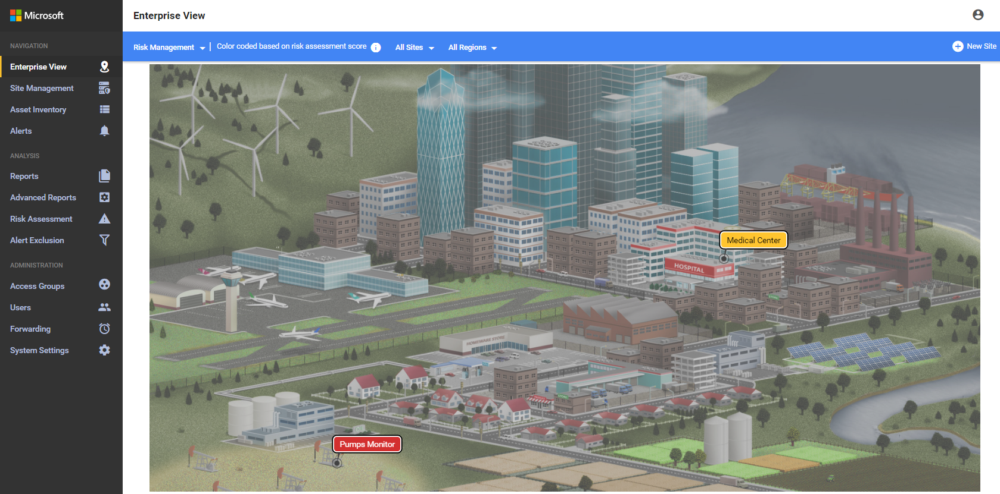 Microsoft
Enterprise View
NAVIGATION
Enterprise View
Site Management
Asset Inventory
Alerts
ANALYSIS
Reports
Advanced Reports
Risk Assessment
Alert Exclusion
ADMINISTRATION
Access Groups
Users
Forwarding
System Settings
Risk Management | Color coded based on risk assessment score All Sites All Regions New Site
Medical Center
HOSPITAL
STORE
HOMEWARE STORE
STORE
Pumps Monitor